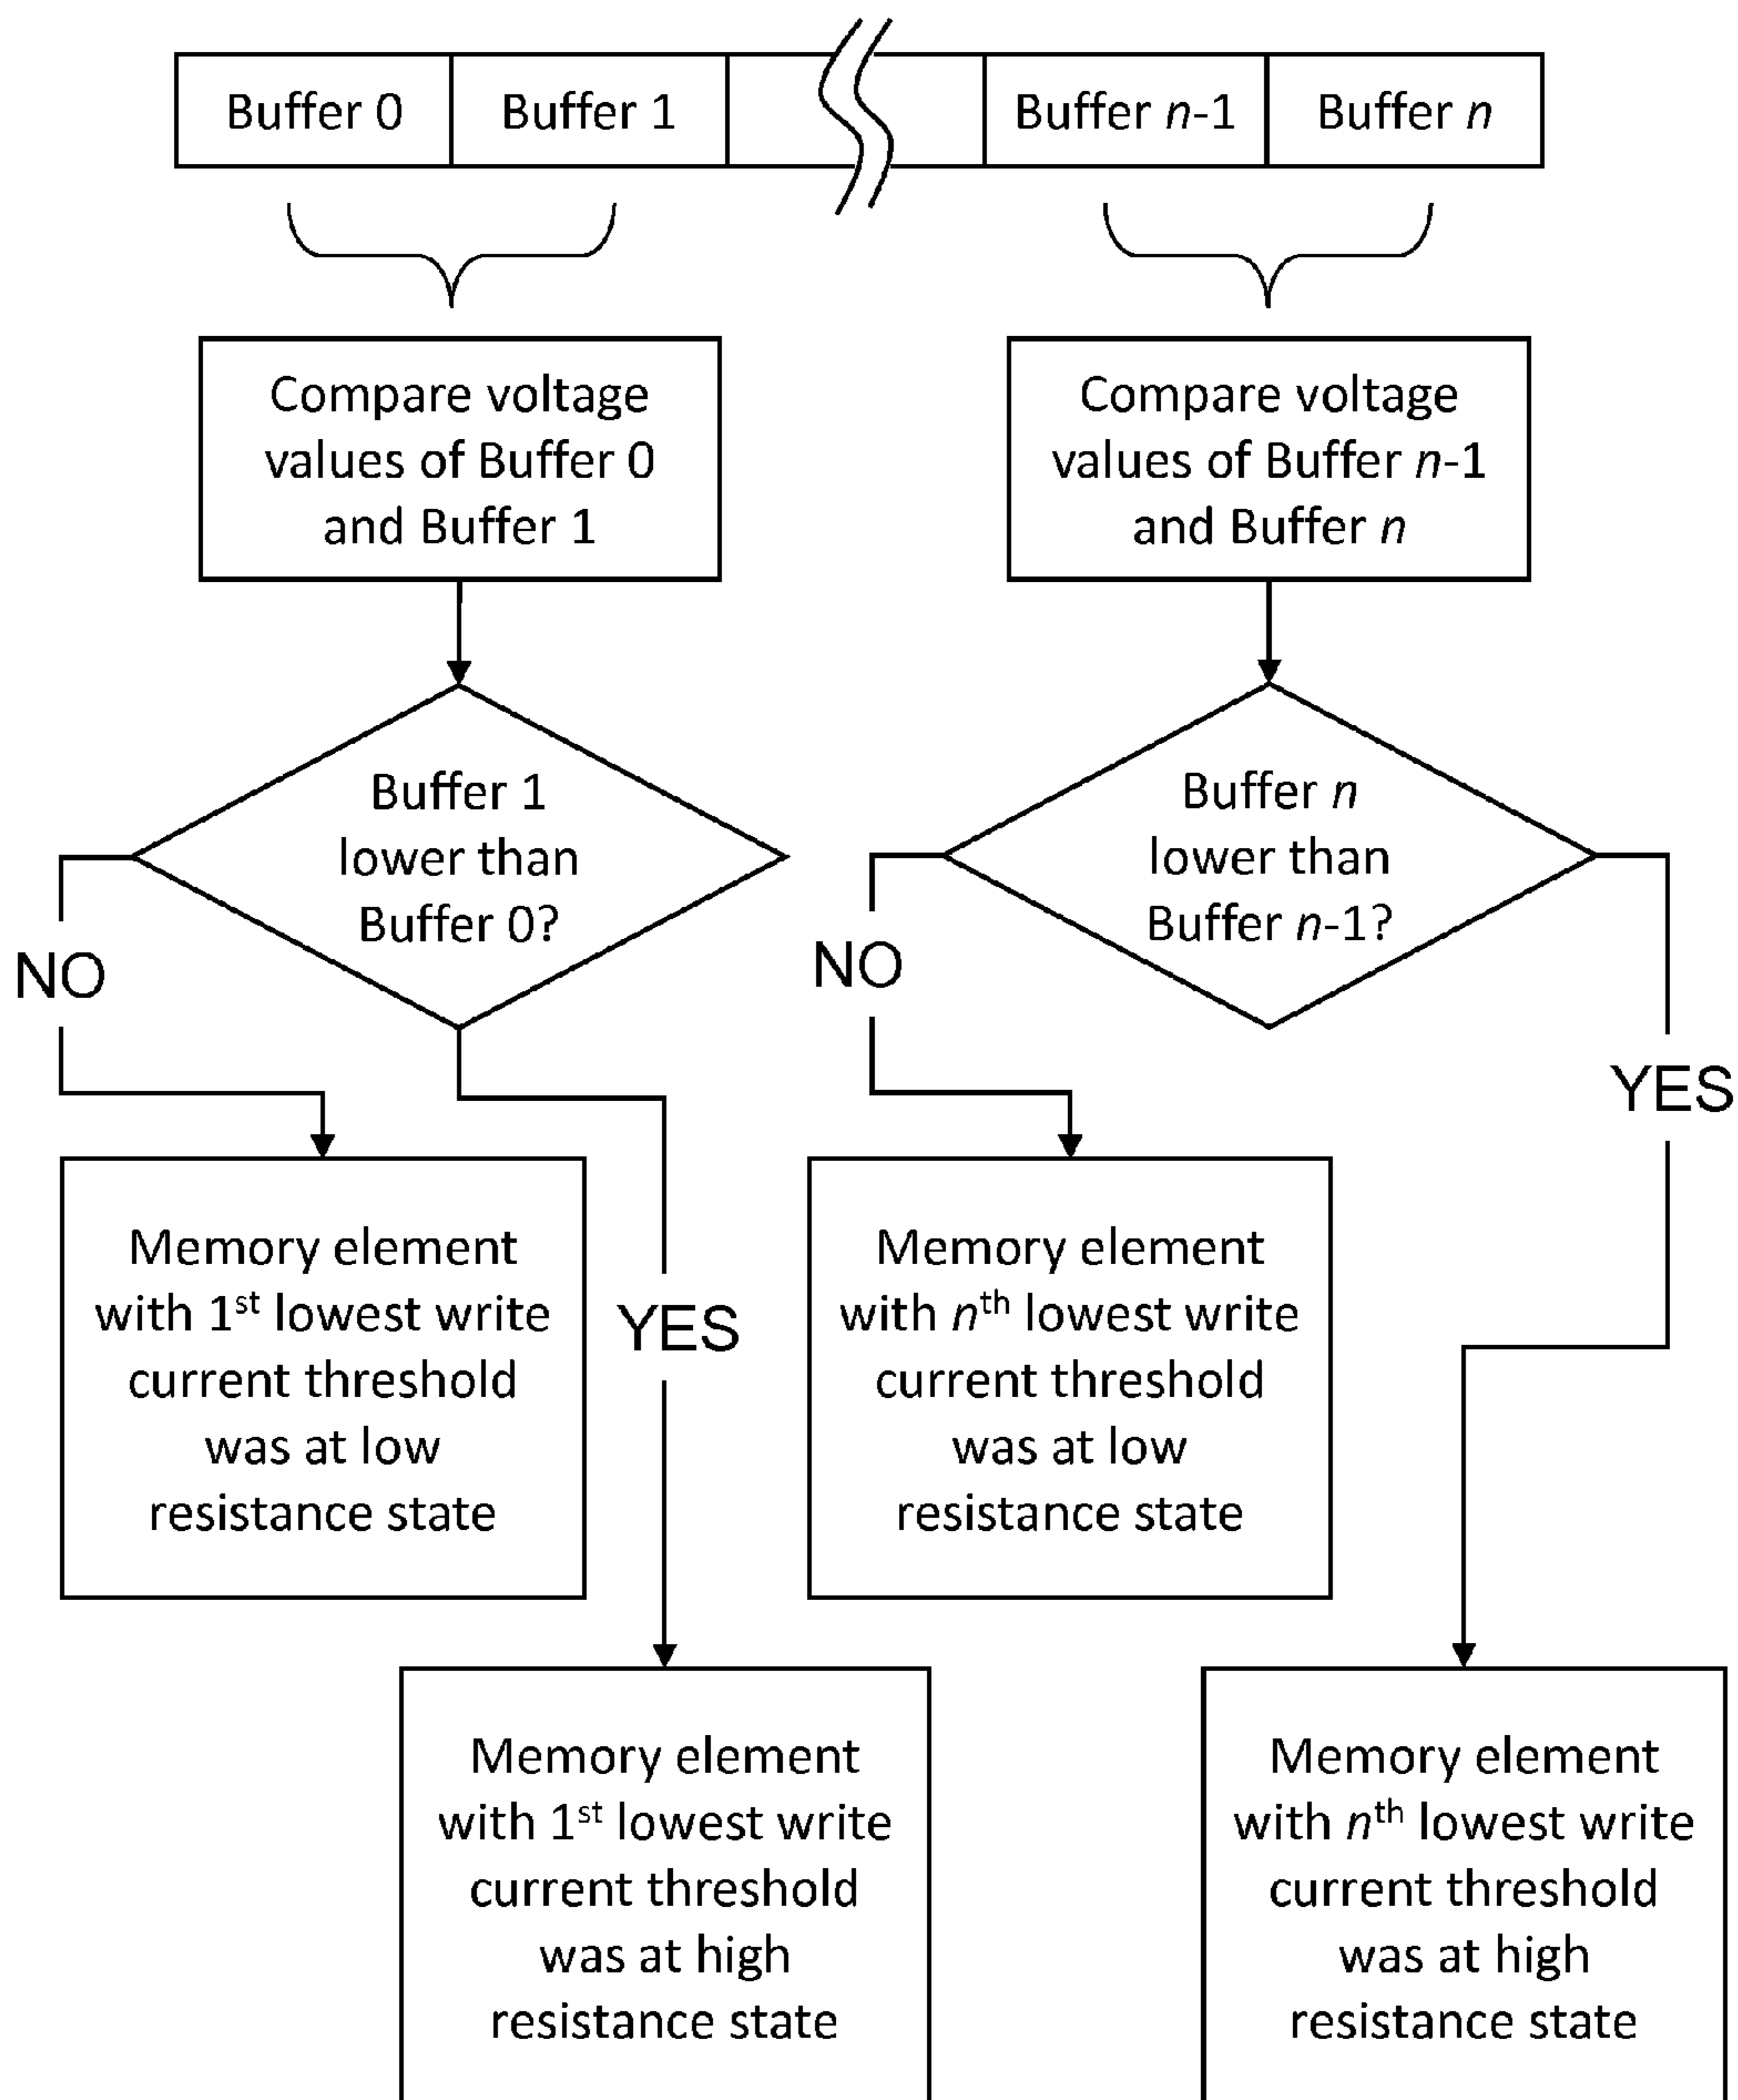 Buffer 0
Buffer 1
Buffer n-1
Buffer n
Compare voltage
values of Buffer 0
and Buffer 1
Compare voltage
values of Buffer n-1
and Buffer n
Buffer 1
lower than
Buffer 0?
Buffer n
lower than
Buffer n-1?
NO
NO
YES
Memory element
with 1st lowest write
current threshold
was at low
resistance state
YES
Memory element
with nth lowest write
current threshold
was at low
resistance state
Memory element
with 1st lowest write
current threshold
was at high
resistance state
Memory element
with nth lowest write
current threshold
was at high
resistance state